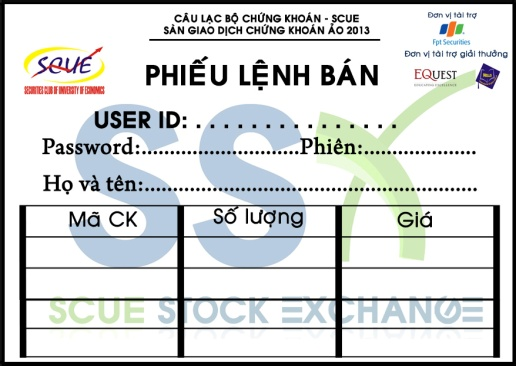 CÂU LẠC BỘ CHỨNG KHOÁN - SCUE
SÀN GIAO DỊCH CHỨNG KHOÁN ẢO 2013
Đơn vị tài trợ
Fpt Securities
Đơn vị tài trợ giải thưởng
EQUEST
SCUE
SECURITIES CLUB OF UNIVERSITY OF ECONOMICS
PHIẾU LỆNH BÁN
USER ID: . . . . . . . . . . . . . . . .
Password:............................Phiên:....................
Họ và tên:..........................................................
Mã CK Số lượng Giá
SSX
SCUE STOCK EXCHANGE